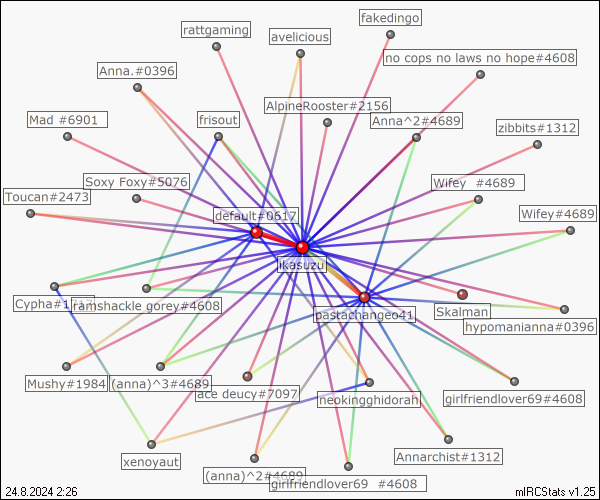 fakedingo
rattgaming
avelicious
no cops no laws no hope#4608
Anna.#0396
AlpineRooster#2156
Mad #6901
frisout
Anna^2#4689
zibbits#1312
Soxy Foxy#5076
Wifey #4689
Toucan#2473
default#0617
Wifey#4689
ikasuzu
Cypha#1
ramshackle gorey#4608
pastachangeo41
Skalman
hypomanianna#0396
Mushy#1984
(anna)^3#4689
ace deucy#7097
neokingghidorah
girlfriendlover69#4608
Annarchist#1312
xenoyaut
(anna)^2#4689
girlfriendlover69 #4608
24.8.2024 2:26
mIRCStats v1.25